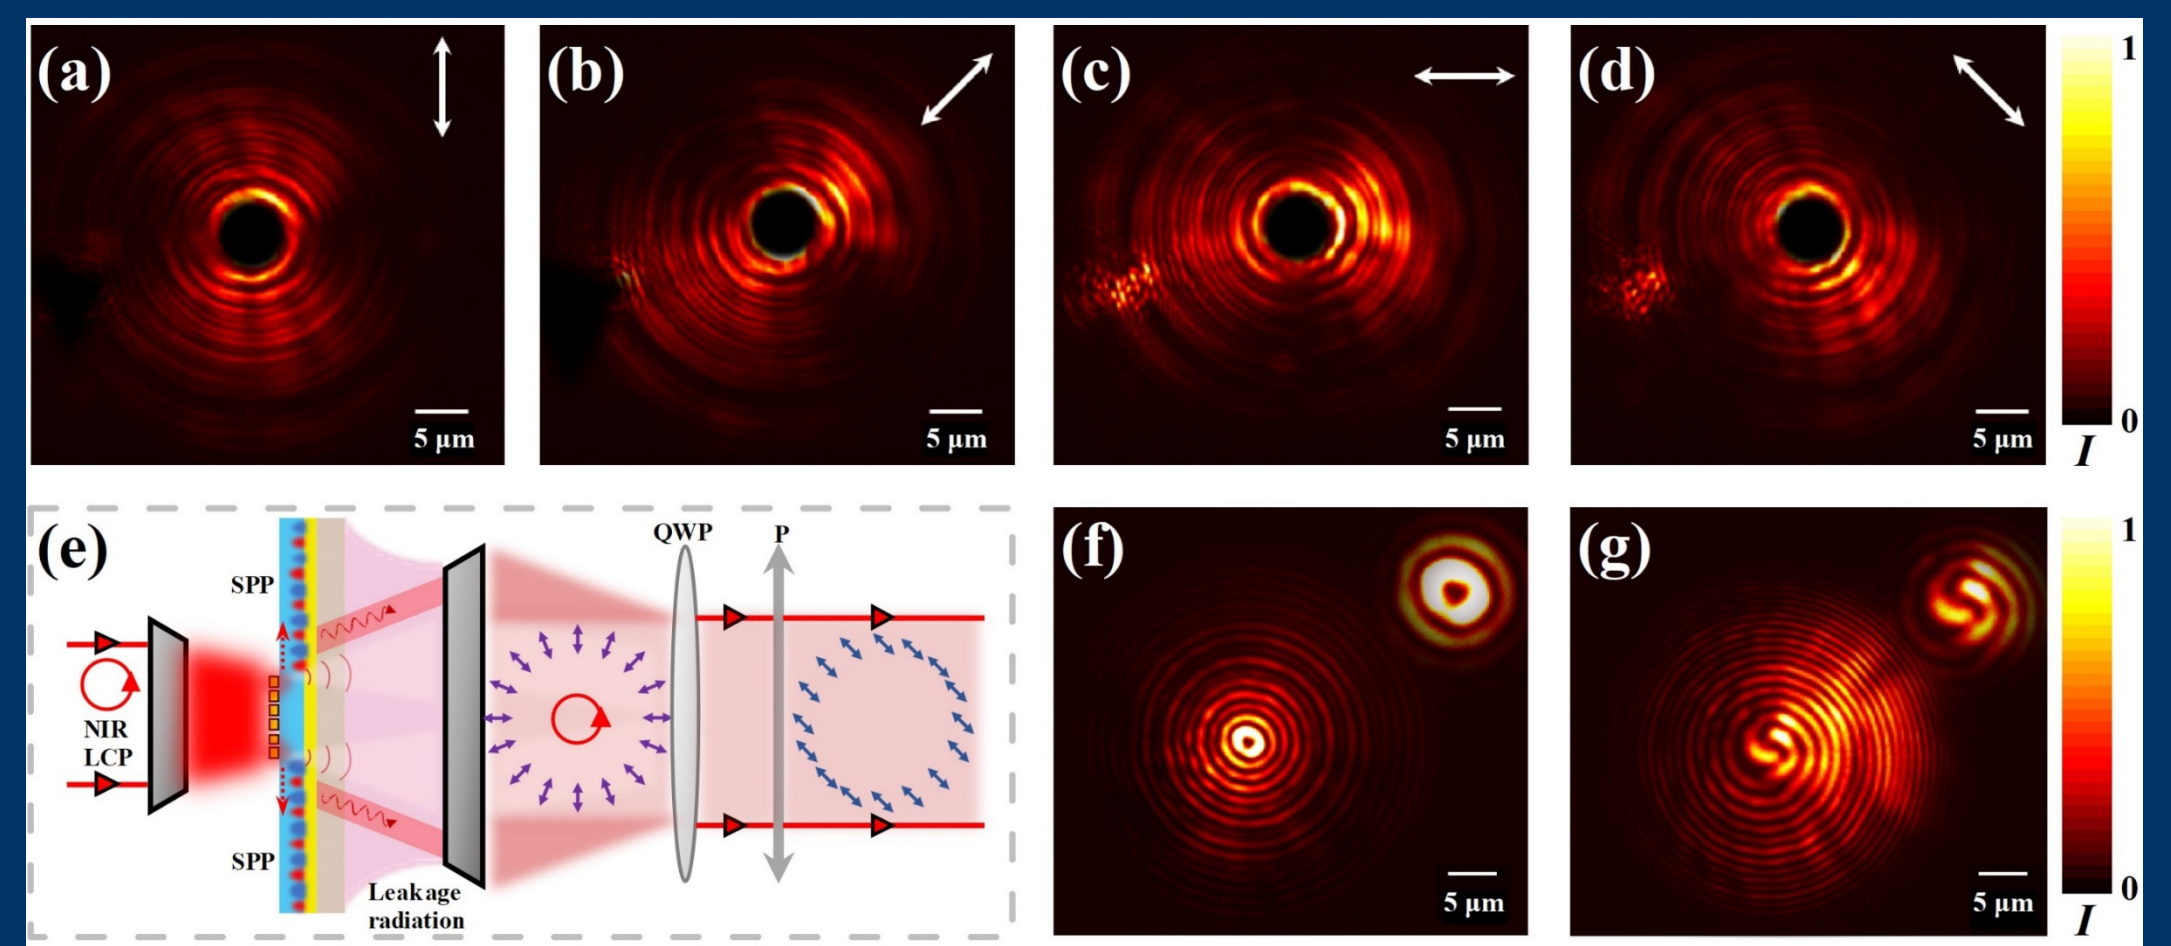 (a)
5 μm
(b)
5 μm
(c)
5 μm
(d)
5 μm
1
0
I
(e)
NIR
LCP
SPP
SPP
Leakage
radiation
QWP
P
(f)
5 μm
(g)
5 μm
1
0
I